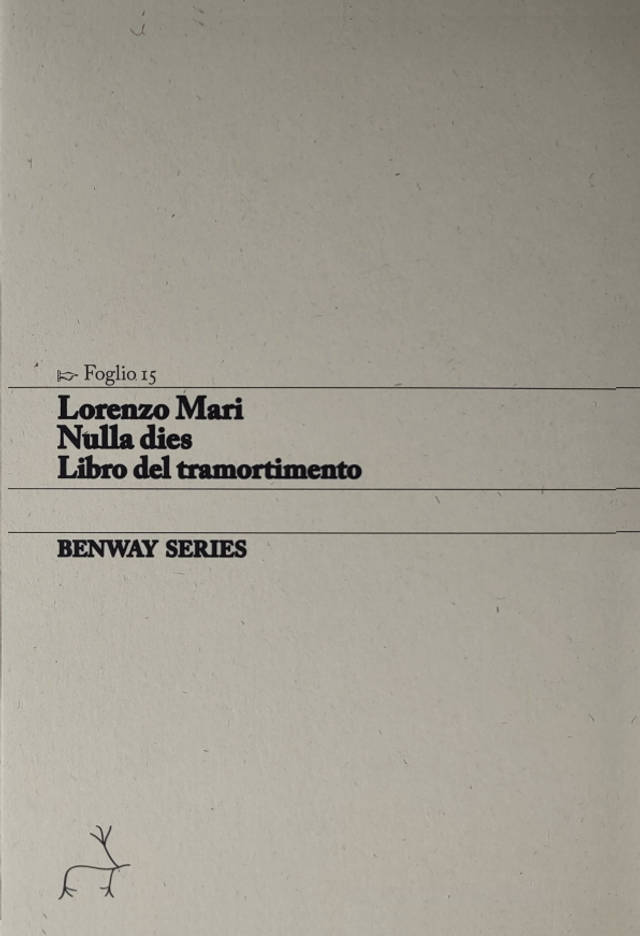 ☞ Foglio 15
Lorenzo Mari
Nulla dies
Libro del tramortimento
BENWAY SERIES